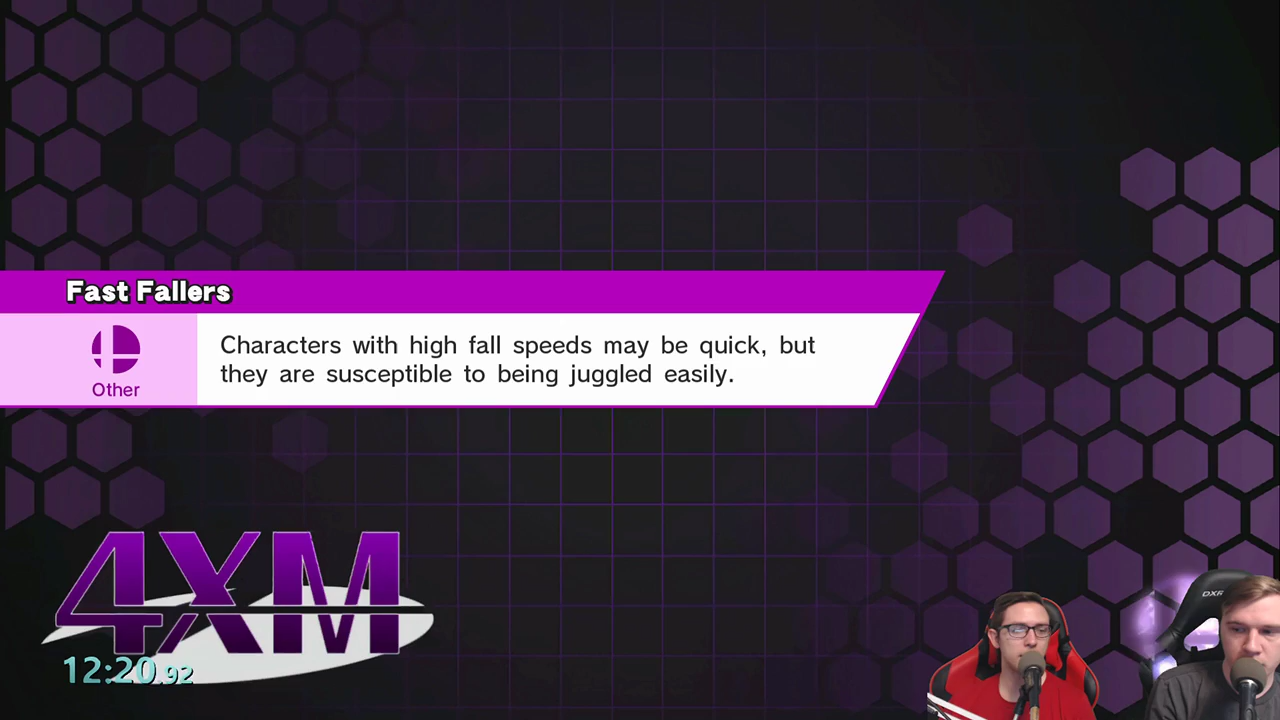 Fast Fallers
Characters with high fall speeds may be quick, but
they are susceptible to being juggled easily.
Other
4XM
12:20.92